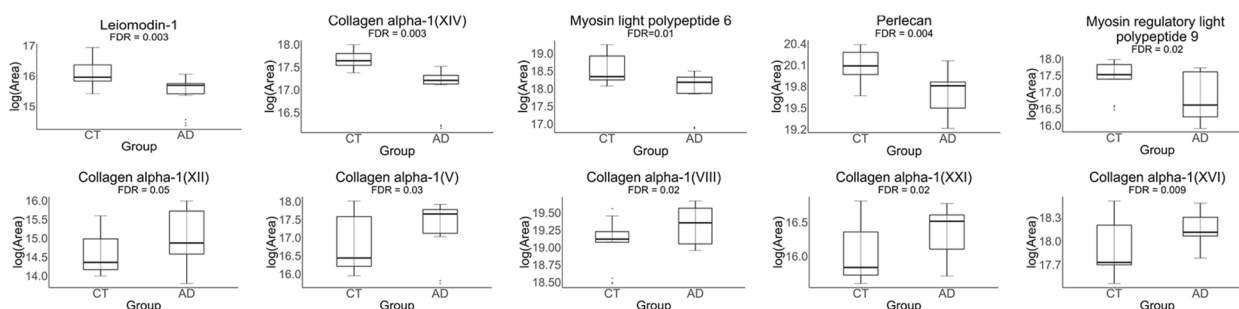 Leiomodin-1
FDR = 0.003
log(Area)
17
16
15
CT
AD
Group
Collagen alpha-1(XIV)
FDR = 0.003
log(Area)
18.0
17.5
17.0
16.5
CT
AD
Group
Myosin light polypeptide 6
FDR=0.01
log(Area)
19.0
18.5
18.0
17.5
17.0
CT
AD
Group
Perlecan
FDR = 0.004
log(Area)
20.4
20.1
19.8
19.5
19.2
CT
AD
Group
Myosin regulatory light
polypeptide 9
FDR = 0.02
log(Area)
18.0
17.5
17.0
16.5
16.0
CT
AD
Group
Collagen alpha-1(XII)
FDR = 0.05
log(Area)
16.0
15.5
15.0
14.5
14.0
CT
AD
Group
Collagen alpha-1(V)
FDR = 0.03
log(Area)
18.0
17.5
17.0
16.5
16.0
CT
AD
Group
Collagen alpha-1(VIII)
FDR = 0.02
log(Area)
19.50
19.25
19.00
18.75
18.50
CT
AD
Group
Collagen alpha-1(XXI)
FDR = 0.02
log(Area)
16.5
16.0
CT
AD
Group
Collagen alpha-1(XVI)
FDR = 0.009
log(Area)
18.3
18.0
17.7
CT
AD
Group